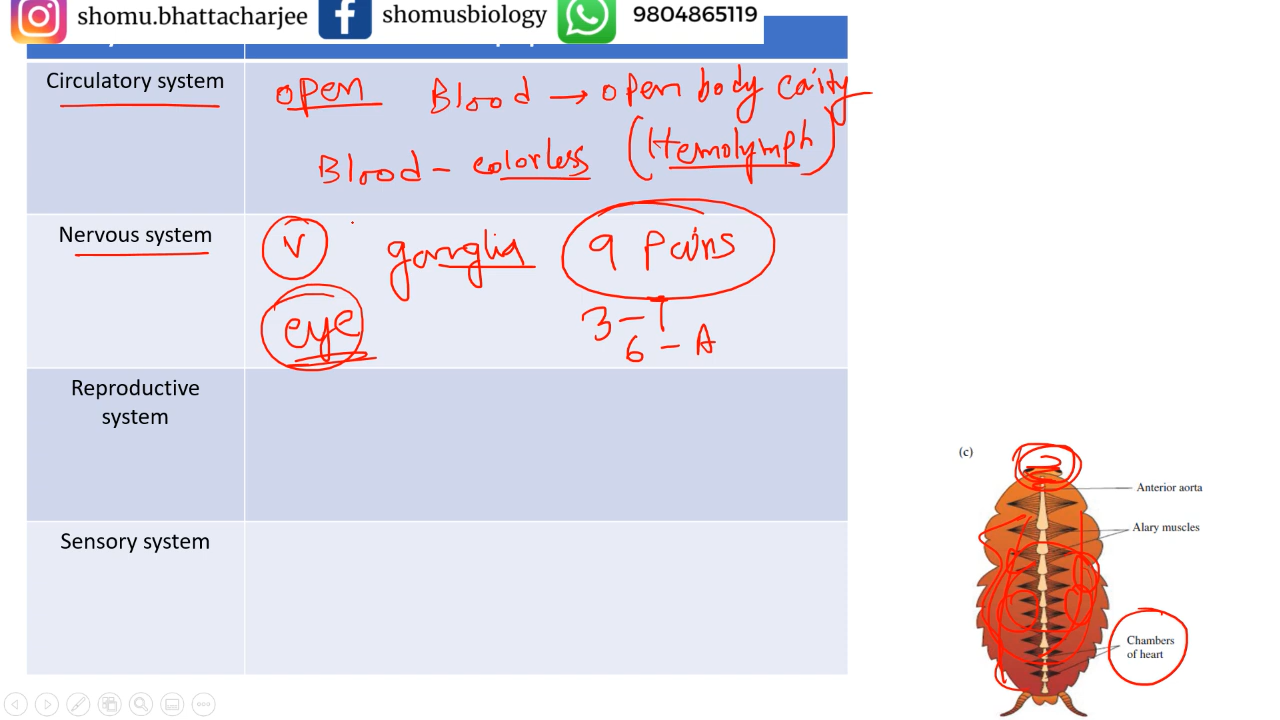 shomu.bhattacharjee shomusbiology 9804865119
Circulatory system
open Blood → open body cavity
Blood - colorless (Hemolymph)
Nervous system
V ganglia 9 Pairs
eye
3 - T
6 - A
Reproductive
system
Sensory system
(c)
Anterior aorta
Alary muscles
Chambers
of heart